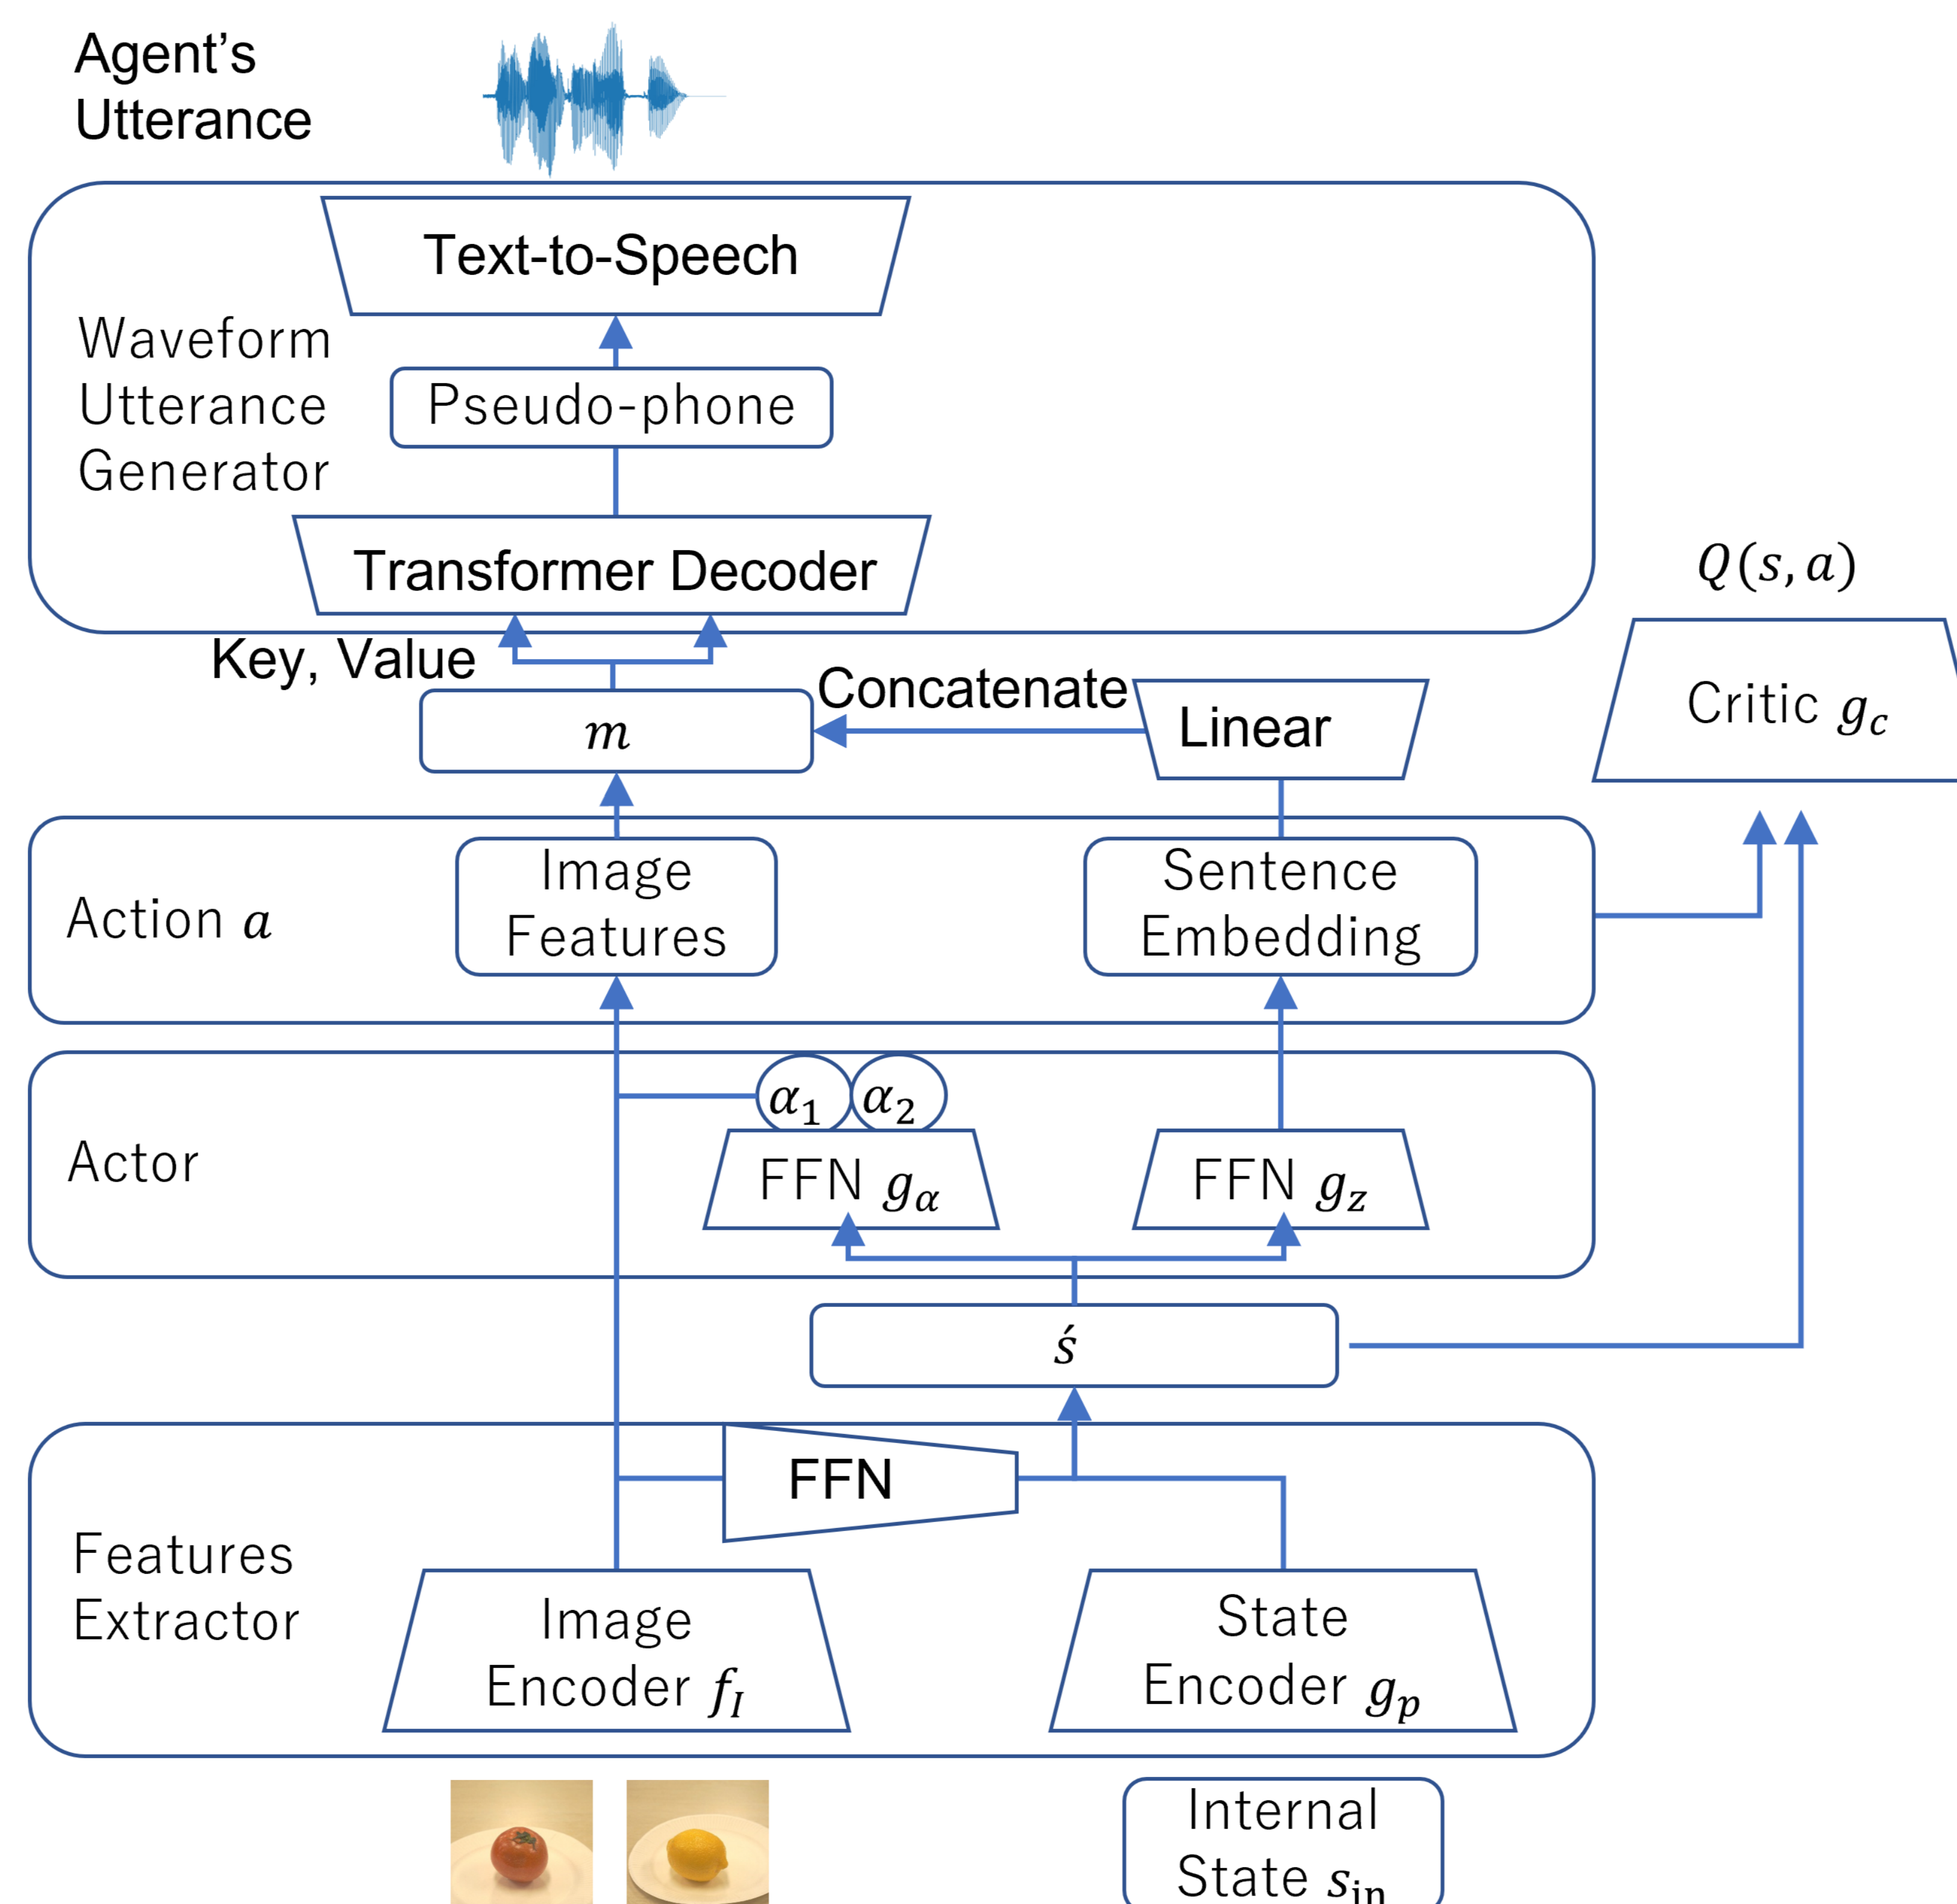 Agent's
Utterance
Text-to-Speech
Waveform
Utterance
Generator
Pseudo-phone
Transformer Decoder
Q(s, a)
Key, Value
Concatenate
Linear
m
Critic g_c
Action a
Image
Features
Sentence
Embedding
Actor
α_1
α_2
FFN g_α
FFN g_z
ś
FFN
Features
Extractor
Image
Encoder f_I
State
Encoder g_p
Internal
State s_in